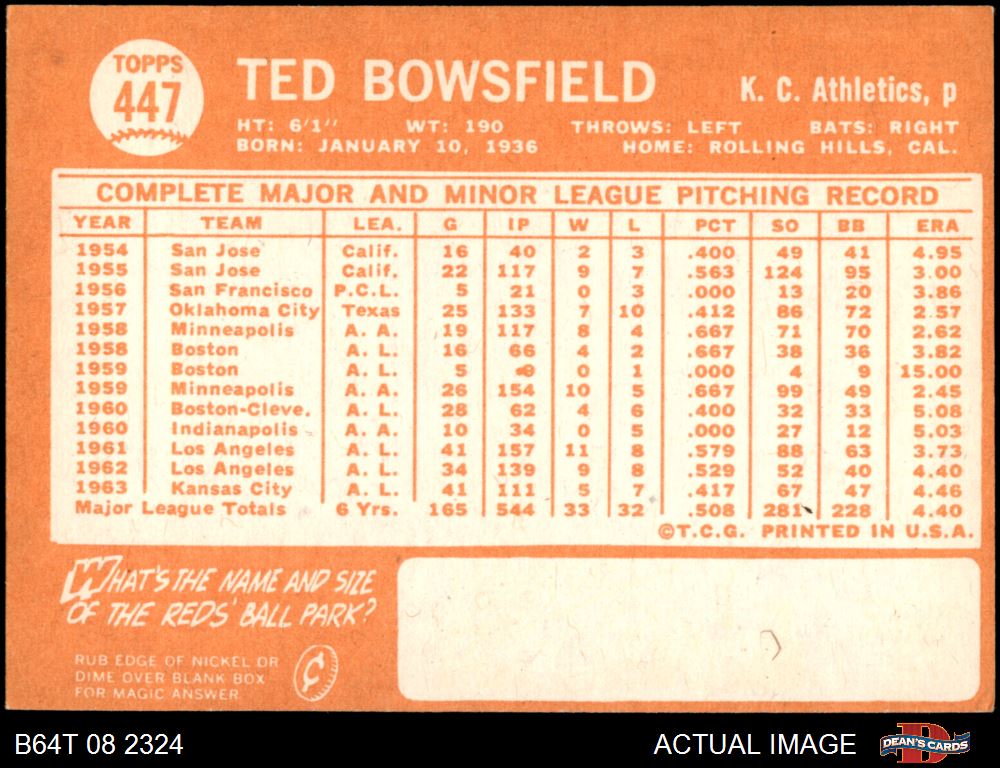 TOPPS
447
TED BOWSFIELD
K. C. Athletics, p
HT: 6'1" WT: 190 THROWS: LEFT BATS: RIGHT
BORN: JANUARY 10, 1936 HOME: ROLLING HILLS, CAL.
COMPLETE MAJOR AND MINOR LEAGUE PITCHING RECORD
YEAR TEAM LEA. G IP W L PCT SO BB ERA
1954 San Jose Calif. 16 40 2 3 .400 49 41 4.95
1955 San Jose Calif. 22 117 9 7 .563 124 95 3.00
1956 San Francisco P.C.L. 5 21 0 3 .000 13 20 3.86
1957 Oklahoma City Texas 25 133 7 10 .412 86 72 2.57
1958 Minneapolis A. A. 19 117 8 4 .667 71 70 2.62
1958 Boston A. L. 16 66 4 2 .667 38 36 3.82
1959 Boston A. L. 5 0 1 .000 4 9 15.00
1959 Minneapolis A. A. 26 154 10 5 .667 99 49 2.45
1960 Boston-Cleve. A. L. 28 62 4 6 .400 32 33 5.08
1960 Indianapolis A. A. 10 34 0 5 .000 27 12 5.03
1961 Los Angeles A. L. 41 157 11 8 .579 88 63 3.73
1962 Los Angeles A. L. 34 139 9 8 .529 52 40 4.40
1963 Kansas City A. L. 41 111 5 7 .417 67 47 4.46
Major League Totals 6 Yrs. 165 544 33 32 .508 281 228 4.40
©T.C.G. PRINTED IN U.S.A.
WHAT'S THE NAME AND SIZE
OF THE REDS' BALL PARK?
RUB EDGE OF NICKEL OR
DIME OVER BLANK BOX
FOR MAGIC ANSWER.
¢
B64T 08 2324
ACTUAL IMAGE
DEAN'S CARDS